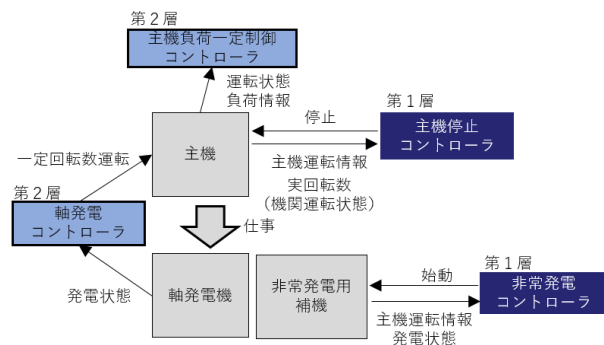 第２層
主機負荷一定制御
コントローラ
運転状態
負荷情報
第１層
停止
主機停止
コントローラ
主機
一定回転数運転
主機運転情報
実回転数
（機関運転状態）
第２層
軸発電
コントローラ
仕事
発電状態
軸発電機
非常発電用
補機
始動
第１層
非常発電
コントローラ
主機運転情報
発電状態